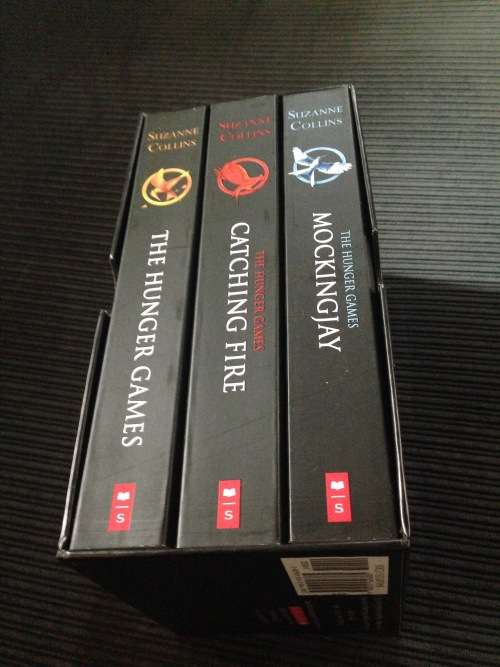 SUZANNE
COLLINS
THE HUNGER GAMES
S
SUZANNE
COLLINS
THE HUNGER GAMES
CATCHING FIRE
S
SUZANNE
COLLINS
THE HUNGER GAMES
MOCKINGJAY
S